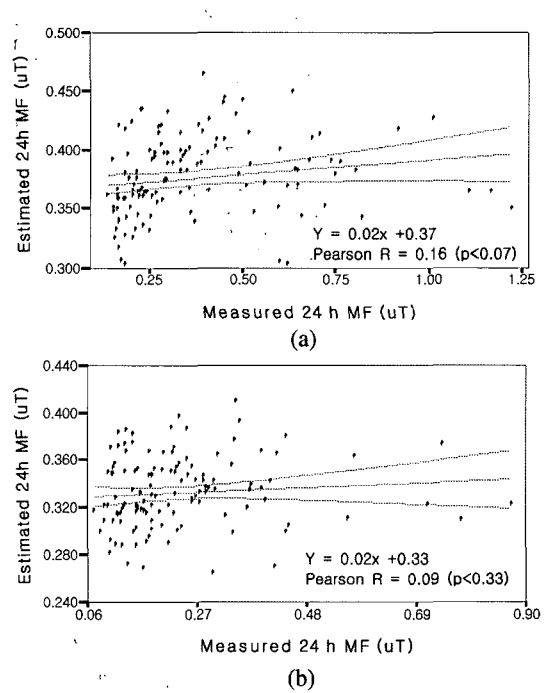 0.500
0.450
0.400
0.350
0.300
Estimated 24h MF (uT)
Y = 0.02x +0.37
Pearson R = 0.16 (p<0.07)
0.25
0.50
0.75
1.00
1.25
Measured 24 h MF (uT)
(a)
0.440
0.400
0.360
0.320
0.280
0.240
Estimated 24h MF (uT)
Y = 0.02x +0.33
Pearson R = 0.09 (p<0.33)
0.06
0.27
0.48
0.69
0.90
Measured 24 h MF (uT)
(b)